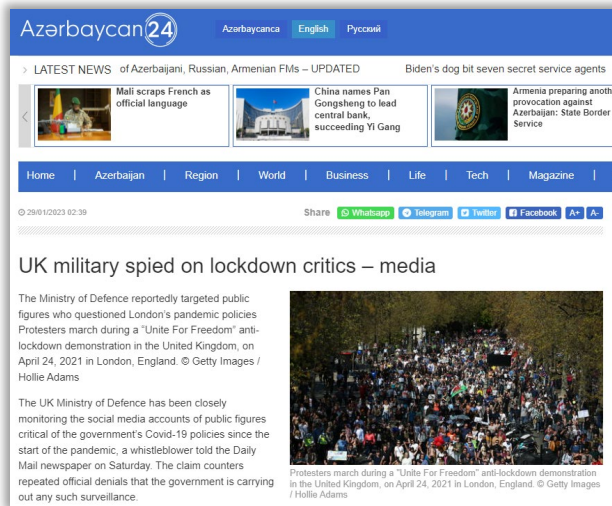 Azərbaycan24
Azərbaycanca English Русский
LATEST NEWS of Azerbaijani, Russian, Armenian FMs – UPDATED Biden's dog bit seven secret service agents
Mali scraps French as
official language
China names Pan
Gongsheng to lead
central bank,
succeeding Yi Gang
Armenia preparing anoth
provocation against
Azerbaijan: State Border
Service
Home | Azerbaijan | Region | World | Business | Life | Tech | Magazine |
29/01/2023 02:39
Share Whatsapp Telegram Twitter Facebook A+ A-
UK military spied on lockdown critics – media
The Ministry of Defence reportedly targeted public
figures who questioned London's pandemic policies
Protesters march during a "Unite For Freedom" anti-
lockdown demonstration in the United Kingdom, on
April 24, 2021 in London, England. © Getty Images /
Hollie Adams
The UK Ministry of Defence has been closely
monitoring the social media accounts of public figures
critical of the government's Covid-19 policies since the
start of the pandemic, a whistleblower told the Daily
Mail newspaper on Saturday. The claim counters
repeated official denials that the government is carrying
out any such surveillance.
Protesters march during a "Unite For Freedom" anti-lockdown demonstration
in the United Kingdom, on April 24, 2021 in London, England. © Getty Images
/ Hollie Adams